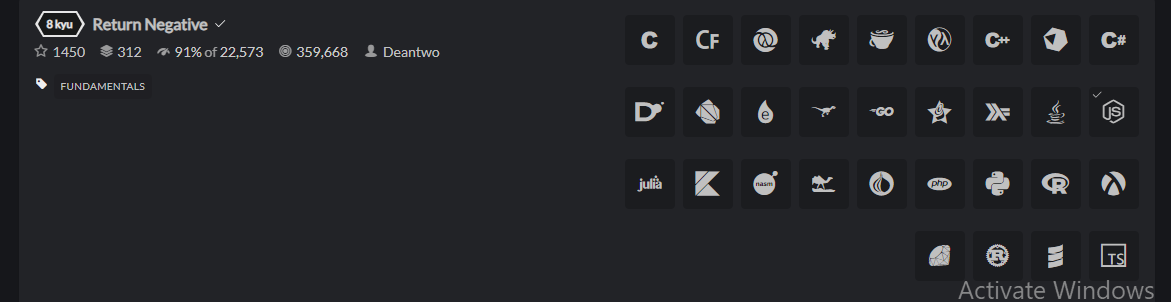 8 kyu Return Negative
1450 312 91% of 22,573 359,668 Deantwo
FUNDAMENTALS
C CF C++ C#
D e GO JS
julia nasm php R
R TS
Activate Windows